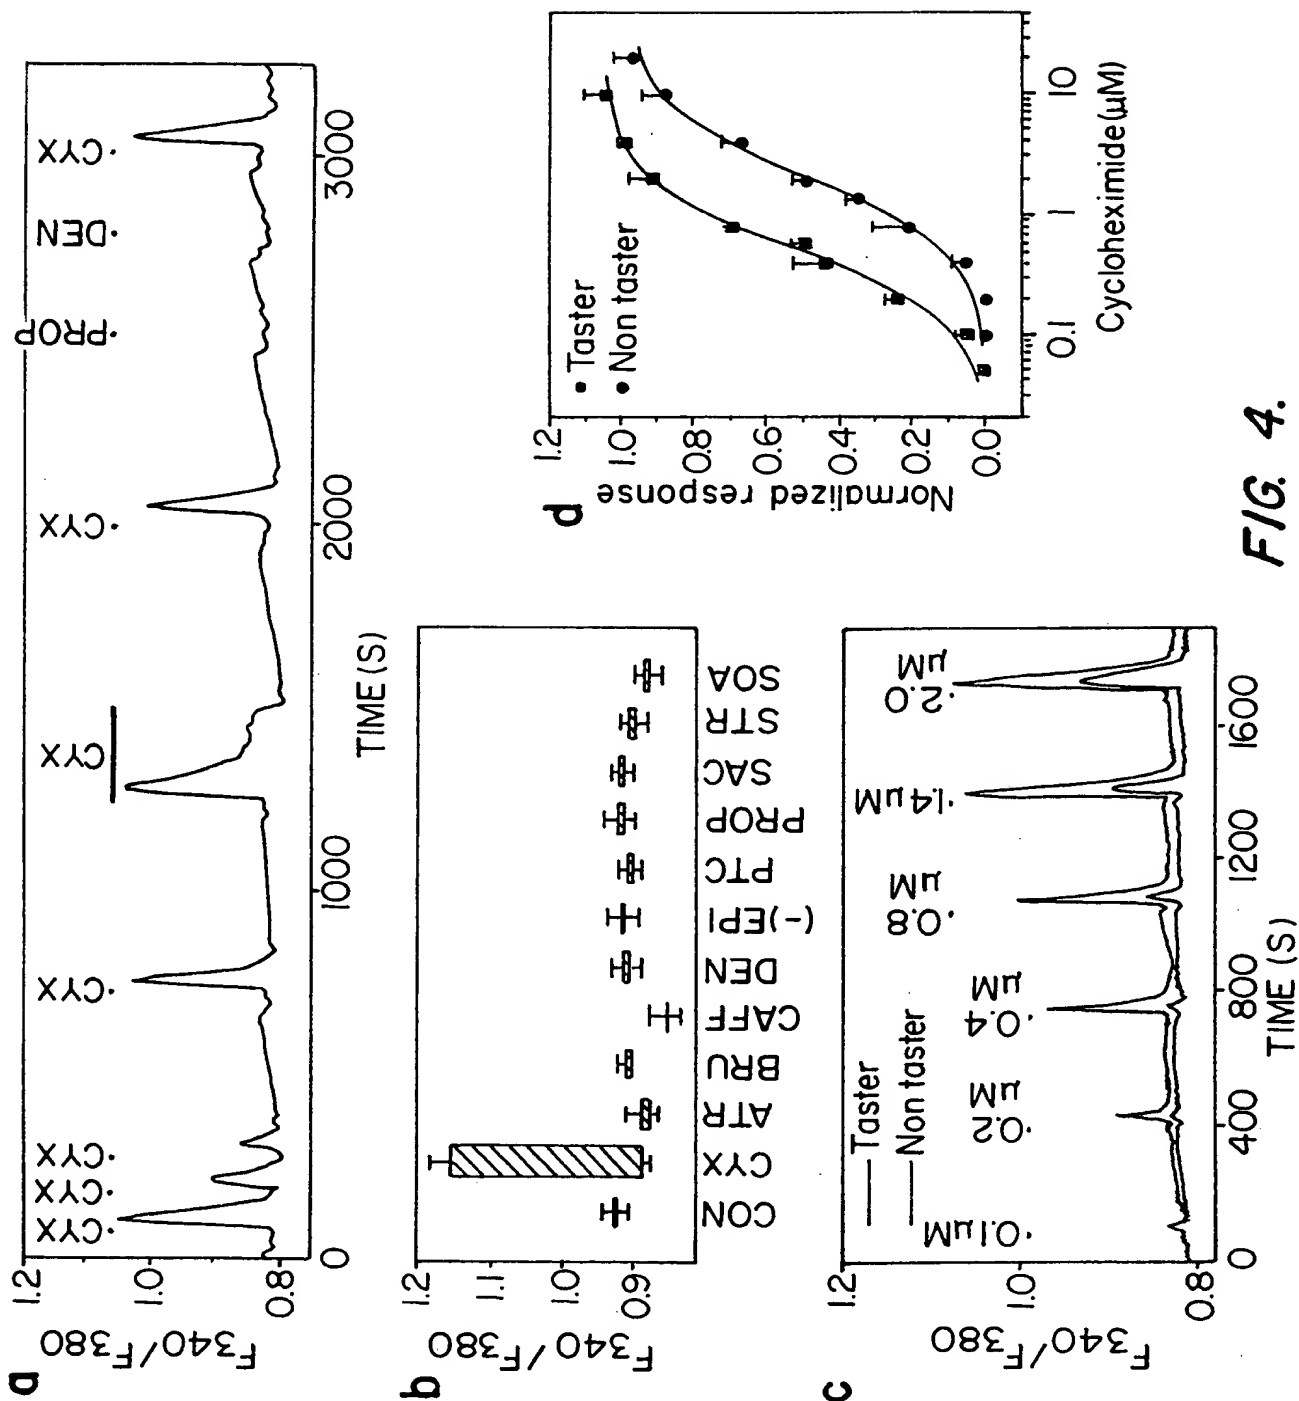 a
F340/F380
1.2
1.0
0.8
CYX
CYX
CYX
CYX
CYX
CYX
PROP
DEN
CYX
0
1000
2000
3000
TIME (S)
b
F340/F380
1.2
1.1
1.0
0.9
CON
CYX
ATR
BRU
CAFF
DEN
(-)EPI
PTC
PROP
SAC
STR
SOA
c
F340/F380
1.2
1.0
0.8
Taster
Non taster
0.1µM
0.2
µM
0.4
µM
0.8
µM
1.4µM
2.0
µM
0
400
800
1200
1600
TIME (S)
d
Normalized response
1.2
1.0
0.8
0.6
0.4
0.2
0.0
Taster
Non taster
0.1
1
10
Cycloheximide(µM)
FIG. 4.